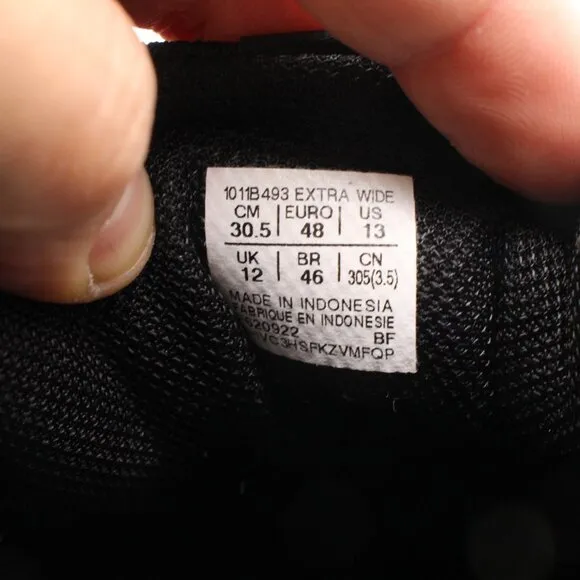 1011B493 EXTRA WIDE
CM EURO US
30.5 48 13
UK BR CN
12 46 305(3.5)
MADE IN INDONESIA
FABRIQUE EN INDONESIE
BF